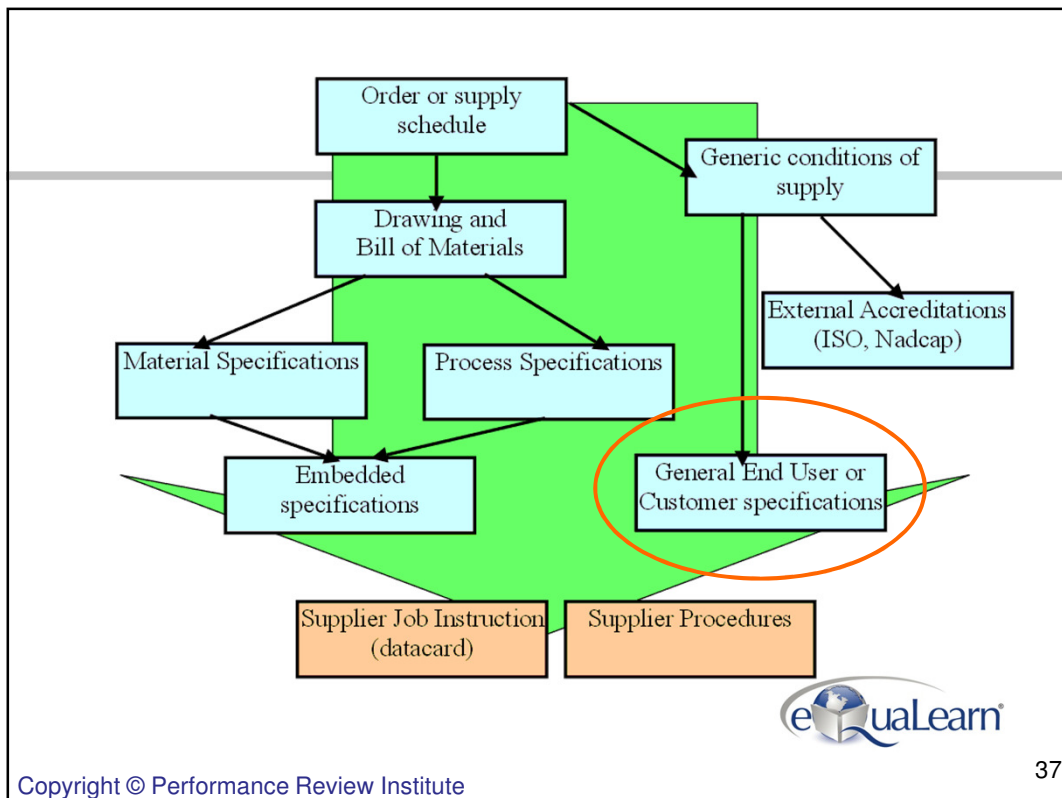 Order or supply
schedule
Generic conditions of
supply
Drawing and
Bill of Materials
External Accreditations
(ISO, Nadcap)
Material Specifications
Process Specifications
Embedded
specifications
General End User or
Customer specifications
Supplier Job Instruction
(datacard)
Supplier Procedures
eQuaLearn®
37
Copyright © Performance Review Institute